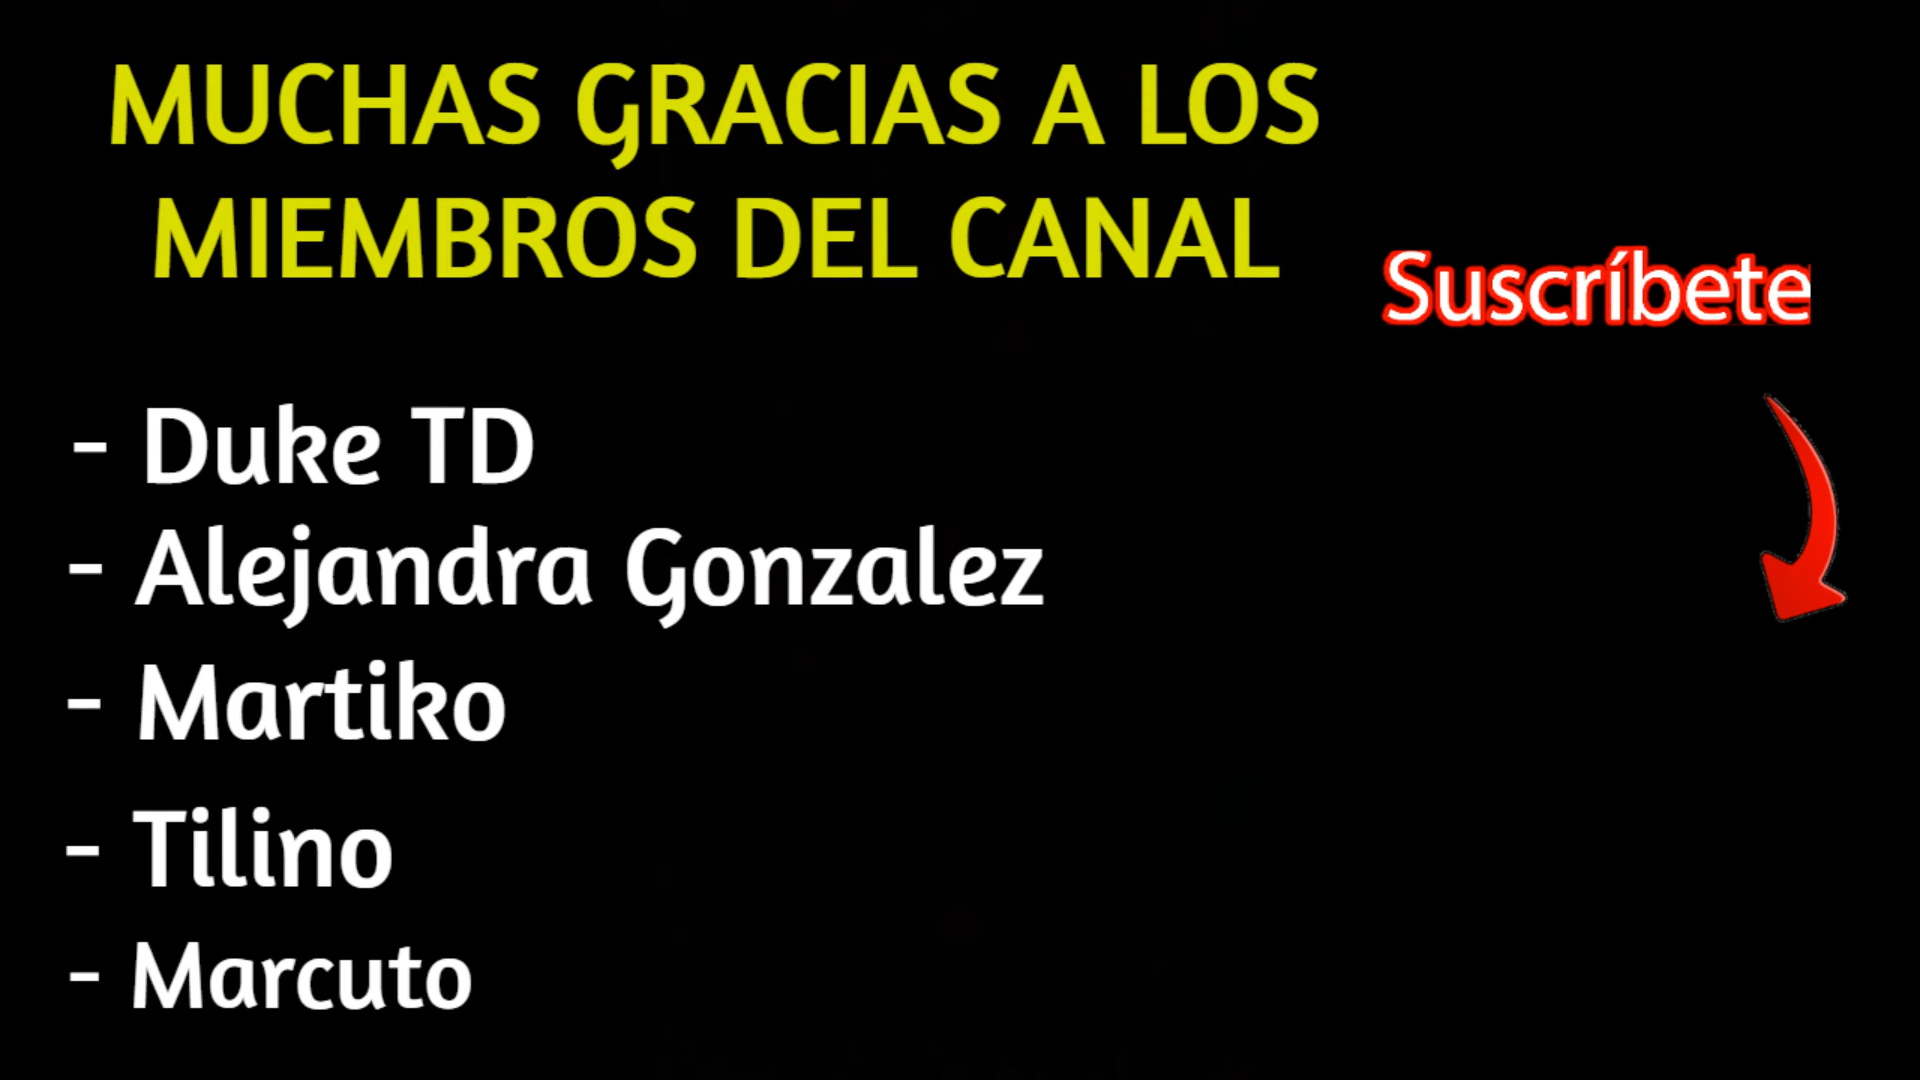 MUCHAS GRACIAS A LOS
MIEMBROS DEL CANAL
Suscríbete
- Duke TD
- Alejandra Gonzalez
- Martiko
- Tilino
- Marcuto